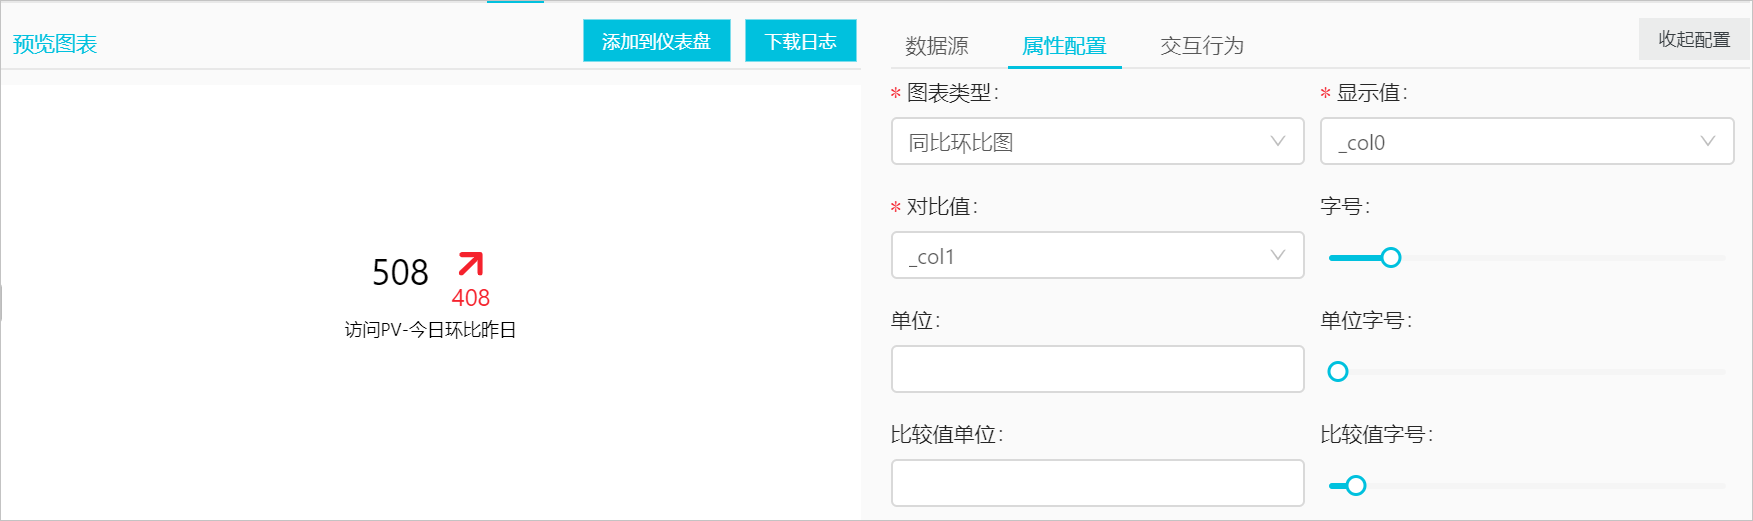 预览图表
添加到仪表盘
下载日志
数据源
属性配置
交互行为
收起配置
508
408
访问PV-今日环比昨日
* 图表类型:
同比环比图
* 显示值:
_col0
* 对比值:
_col1
字号:
单位:
单位字号:
比较值单位:
比较值字号: